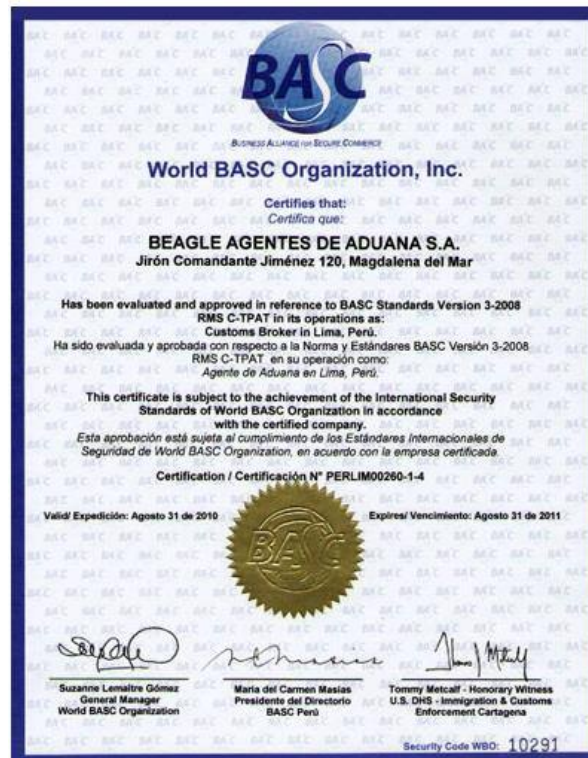 BASC
BUSINESS ALLIANCE FOR SECURE COMMERCE
World BASC Organization, Inc.
Certifies that:
Certifica que:
BEAGLE AGENTES DE ADUANA S.A.
Jirón Comandante Jiménez 120, Magdalena del Mar
Has been evaluated and approved in reference to BASC Standards Version 3-2008
RMS C-TPAT in its operations as:
Customs Broker in Lima, Perú.
Ha sido evaluada y aprobada con respecto a la Norma y Estándares BASC Versión 3-2008
RMS C-TPAT en su operación como:
Agente de Aduana en Lima, Perú.
This certificate is subject to the achievement of the International Security
Standards of World BASC Organization in accordance
with the certified company.
Esta aprobación está sujeta al cumplimiento de los Estándares Internacionales de
Seguridad de World BASC Organization, en acuerdo con la empresa certificada.
Certification / Certificación N° PERLIM00260-1-4
Valid/ Expedición: Agosto 31 de 2010
Expires/ Vencimiento: Agosto 31 de 2011
BASC
Suzanne Lemaitre Gómez
General Manager
World BASC Organization
Maria del Carmen Masías
Presidente del Directorio
BASC Perú
Tommy Metcalf - Honorary Witness
U.S. DHS - Immigration & Customs
Enforcement Cartagena
Security Code WBO: 10291